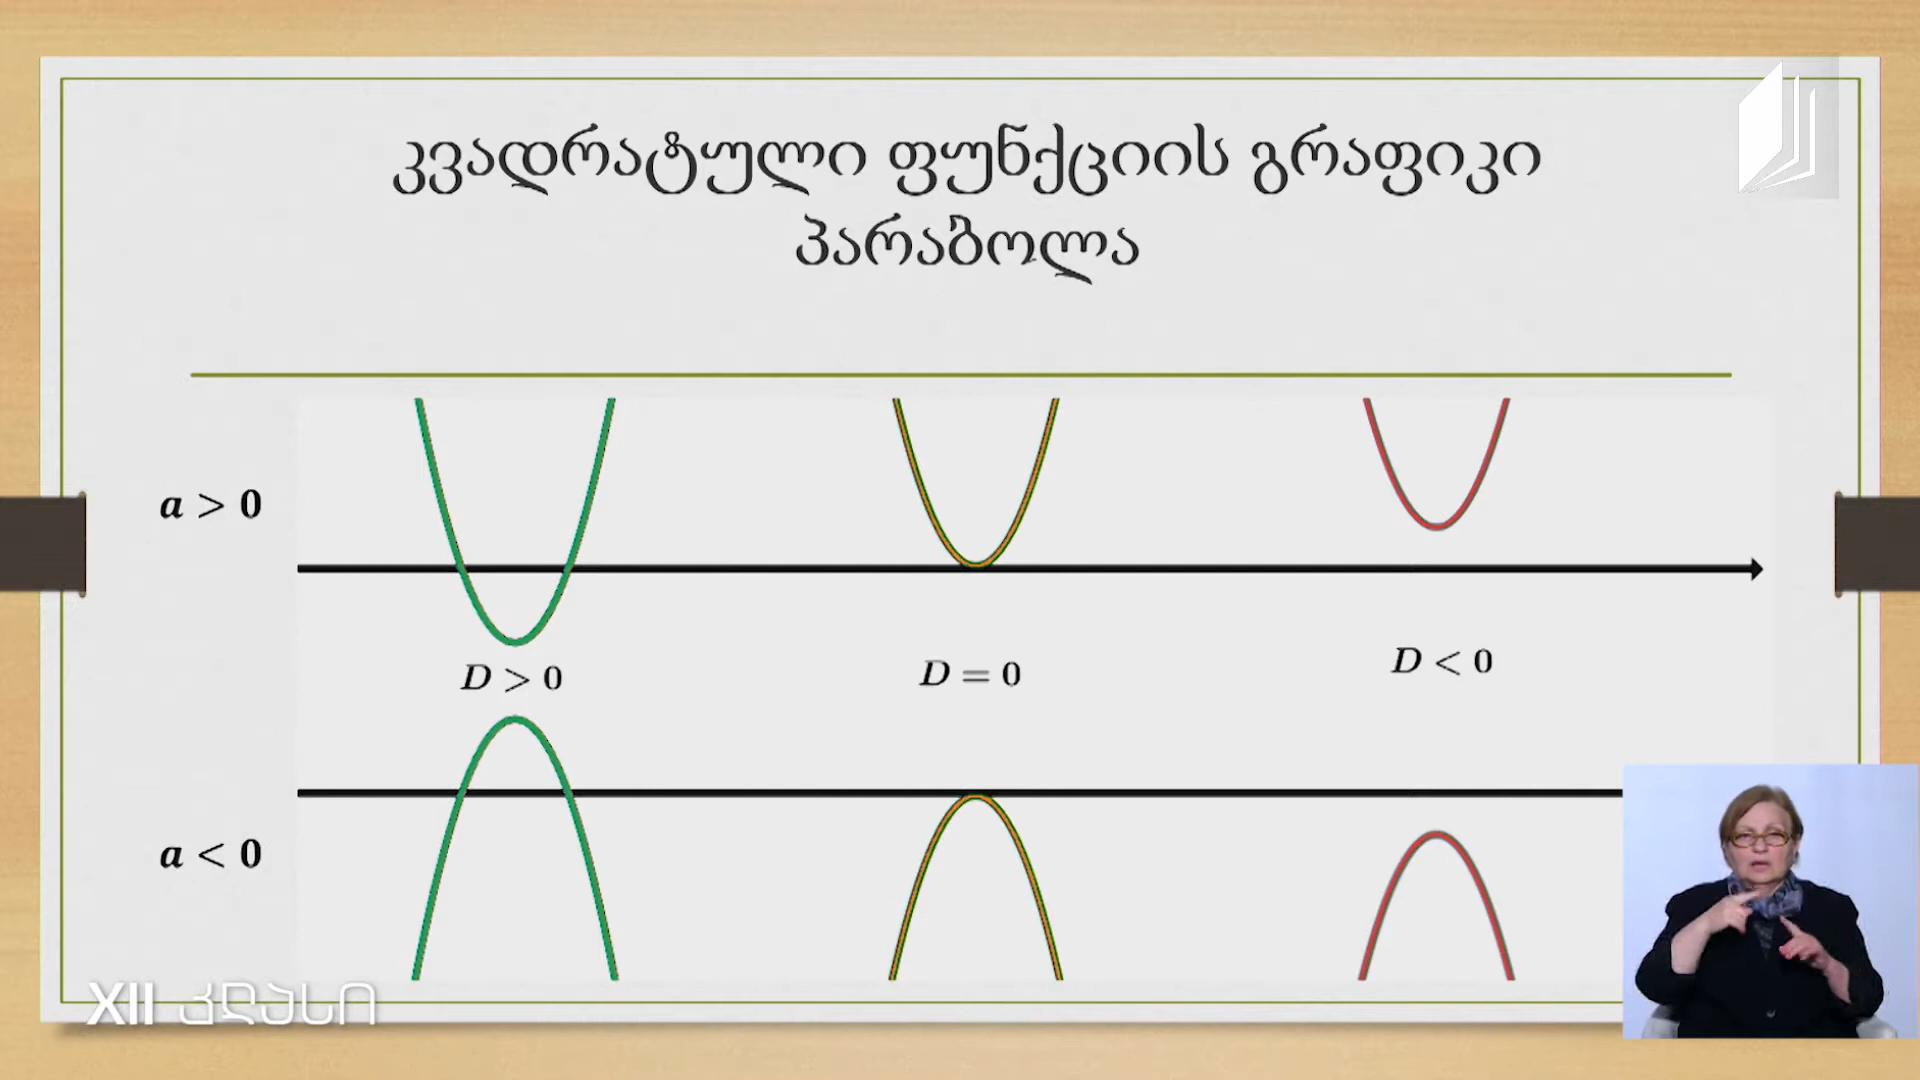 კვადრატული ფუნქციის გრაფიკი
პარაბოლა
a > 0
D > 0
D = 0
D < 0
a < 0
XII კლასი